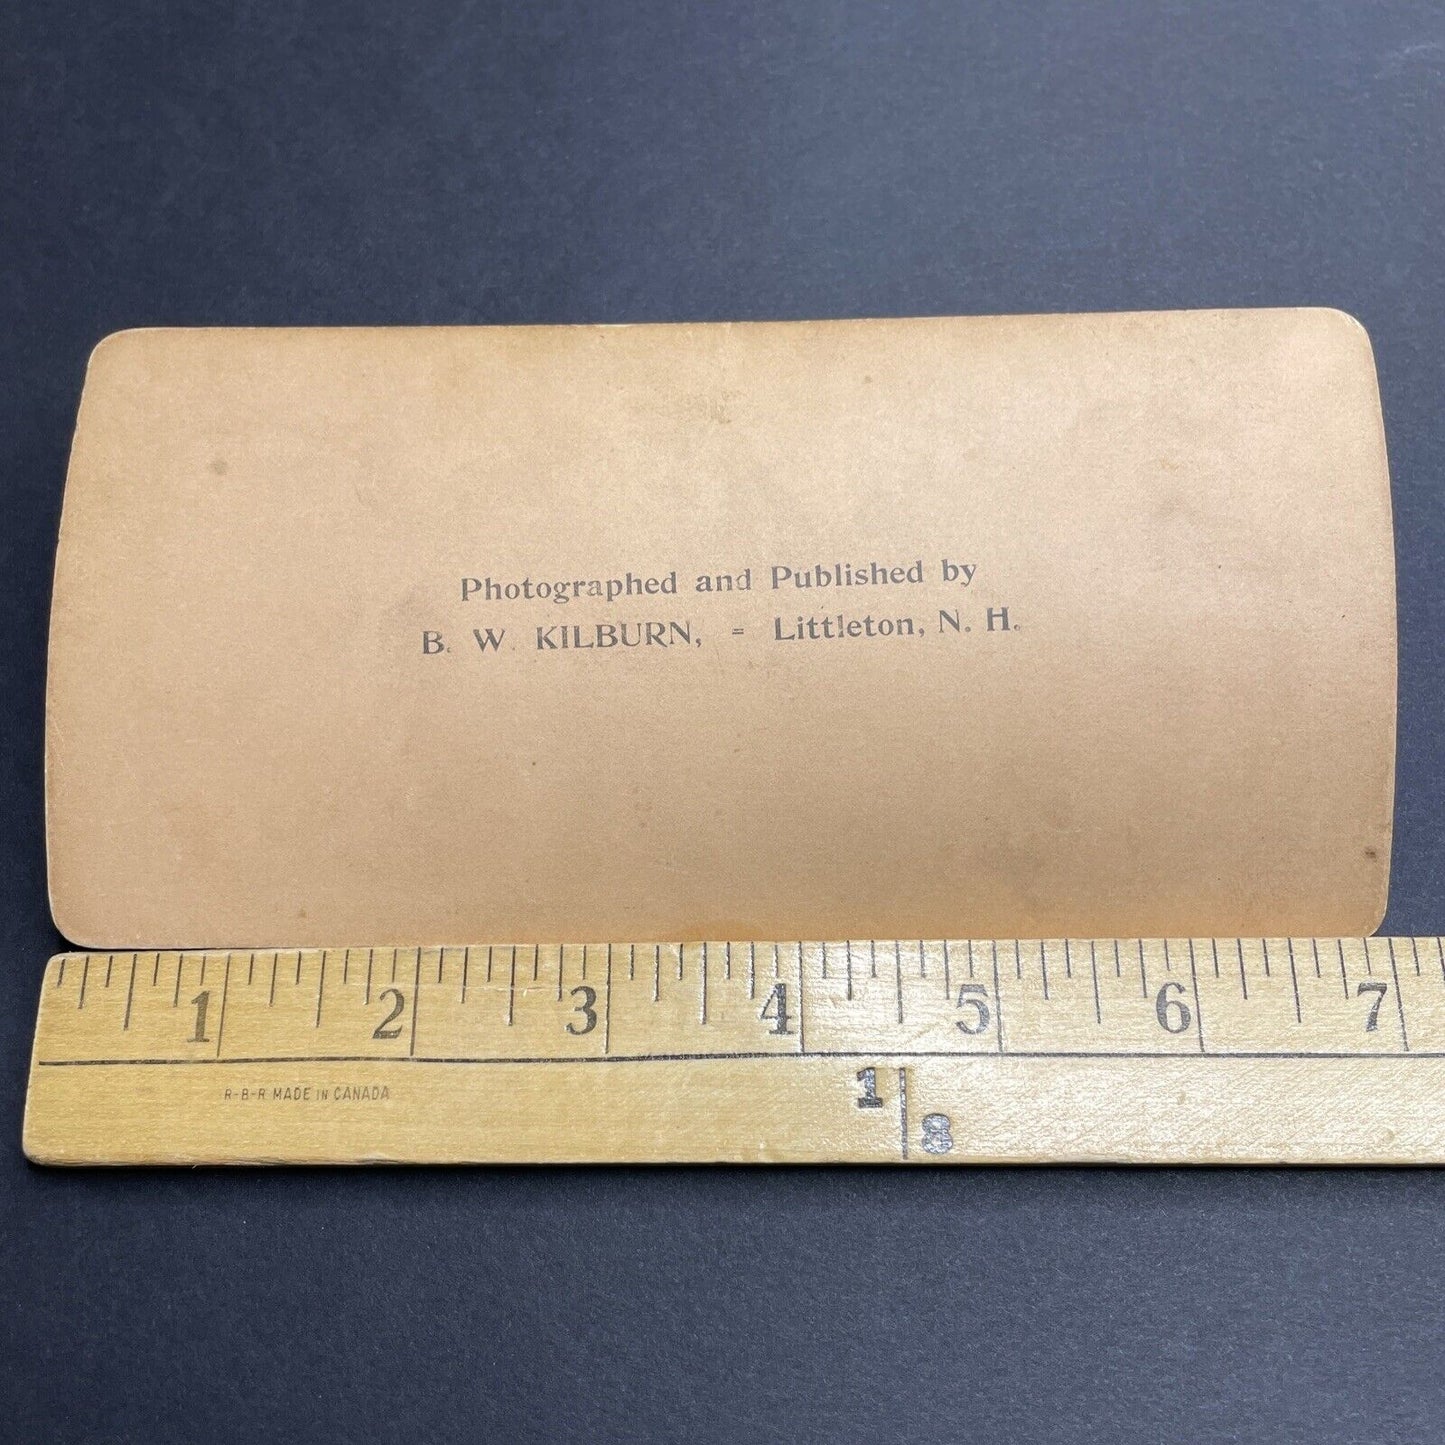 Photographed and Published by
B. W. KILBURN, = Littleton, N. H.
1 2 3 4 5 6 7
R-B-R MADE IN CANADA
1/8